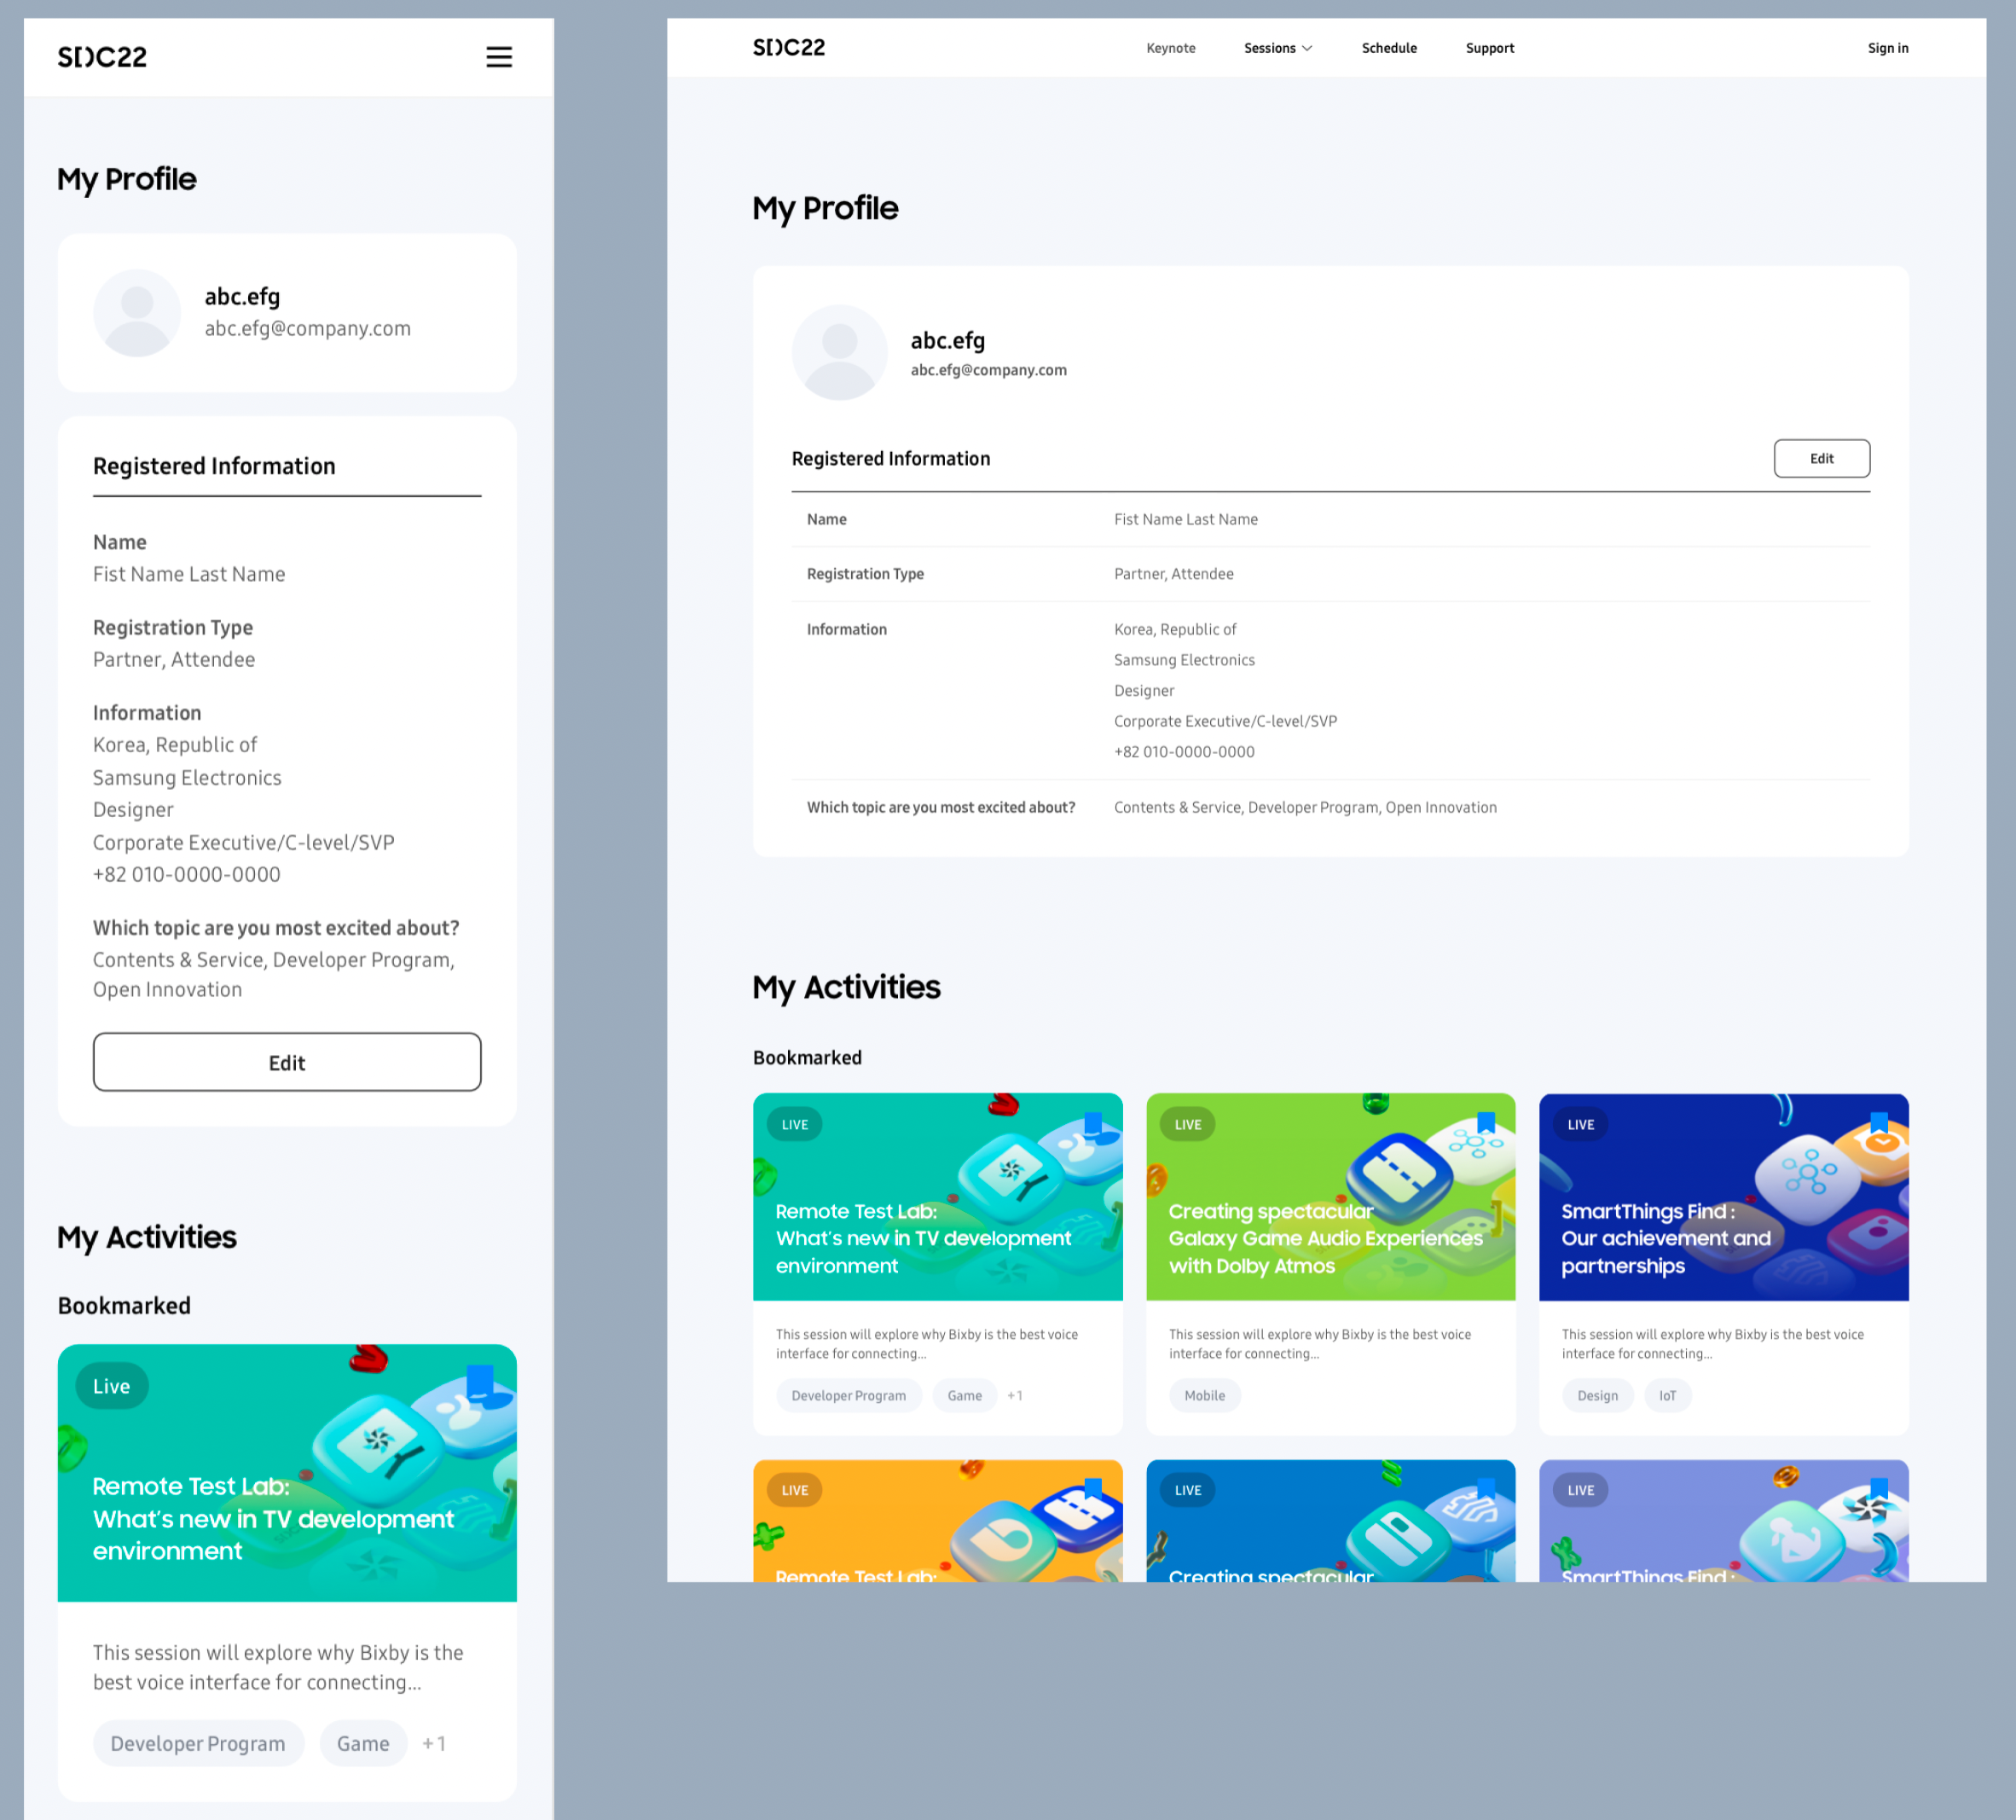 SDC22
My Profile
abc.efg
abc.efg@company.com
Registered Information
Name
Fist Name Last Name
Registration Type
Partner, Attendee
Information
Korea, Republic of
Samsung Electronics
Designer
Corporate Executive/C-level/SVP
+82 010-0000-0000
Which topic are you most excited about?
Contents & Service, Developer Program,
Open Innovation
Edit
My Activities
Bookmarked
Live
Remote Test Lab:
What's new in TV development
environment
This session will explore why Bixby is the
best voice interface for connecting...
Developer Program Game +1
SDC22 Keynote Sessions Schedule Support Sign in
My Profile
abc.efg
abc.efg@company.com
Registered Information Edit
Name Fist Name Last Name
Registration Type Partner, Attendee
Information Korea, Republic of
Samsung Electronics
Designer
Corporate Executive/C-level/SVP
+82 010-0000-0000
Which topic are you most excited about? Contents & Service, Developer Program, Open Innovation
My Activities
Bookmarked
LIVE
Remote Test Lab:
What's new in TV development
environment
This session will explore why Bixby is the best voice
interface for connecting...
Developer Program Game +1
LIVE
Creating spectacular
Galaxy Game Audio Experiences
with Dolby Atmos
This session will explore why Bixby is the best voice
interface for connecting...
Mobile
LIVE
SmartThings Find :
Our achievement and
partnerships
This session will explore why Bixby is the best voice
interface for connecting...
Design IoT
LIVE
Remote Test Lab:
LIVE
Creating spectacular
LIVE
SmartThings Find :